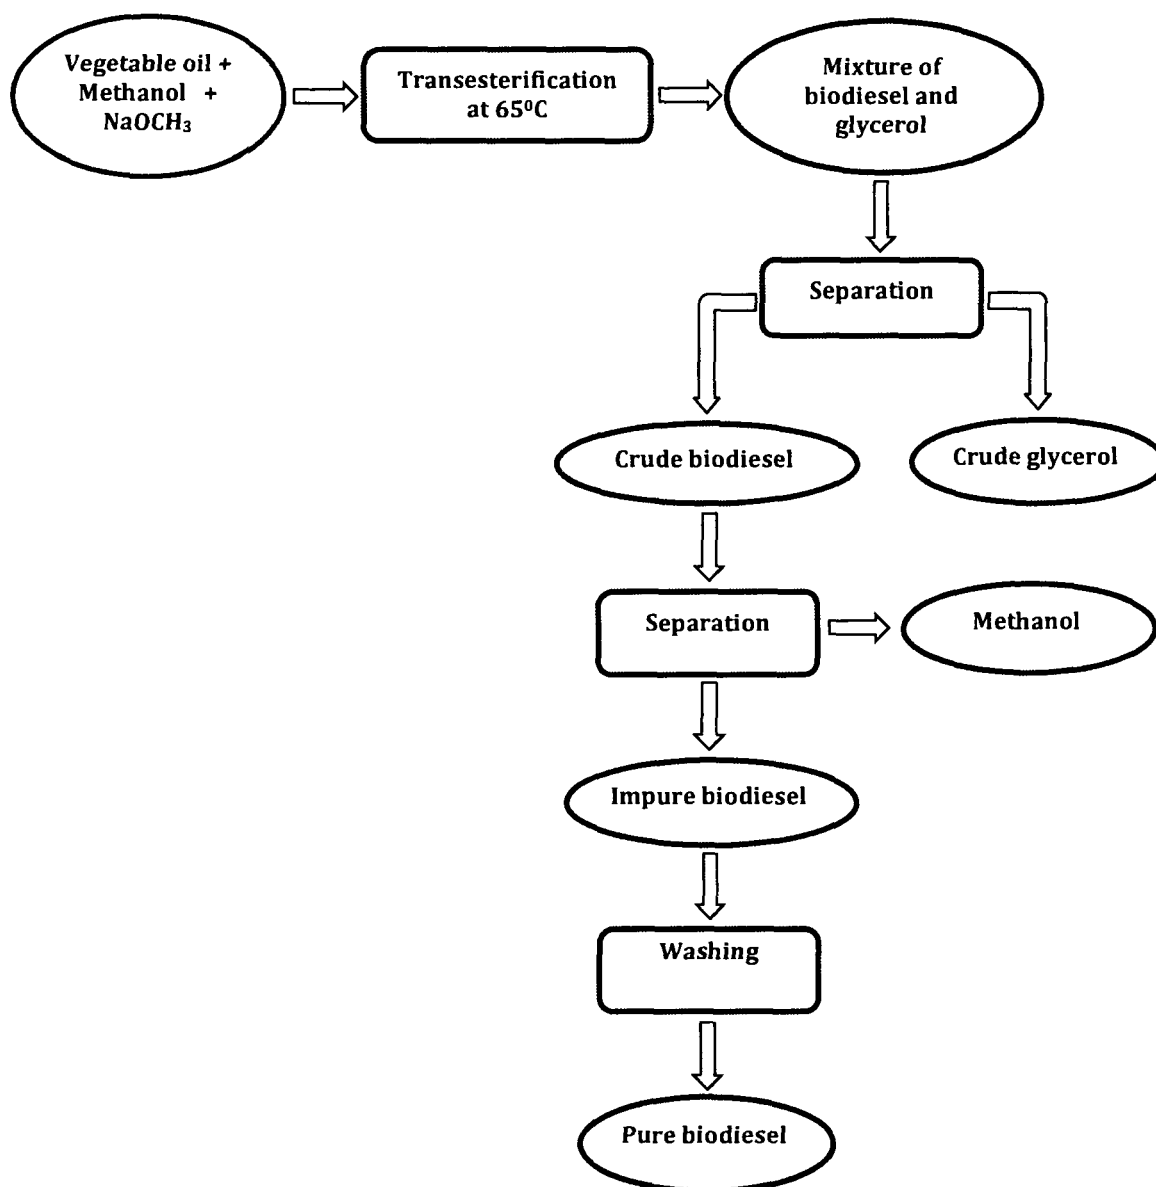 Vegetable oil +
Methanol +
NaOCH₃
Transesterification
at 65⁰C
Mixture of
biodiesel and
glycerol
Separation
Crude biodiesel
Crude glycerol
Separation
Methanol
Impure biodiesel
Washing
Pure biodiesel